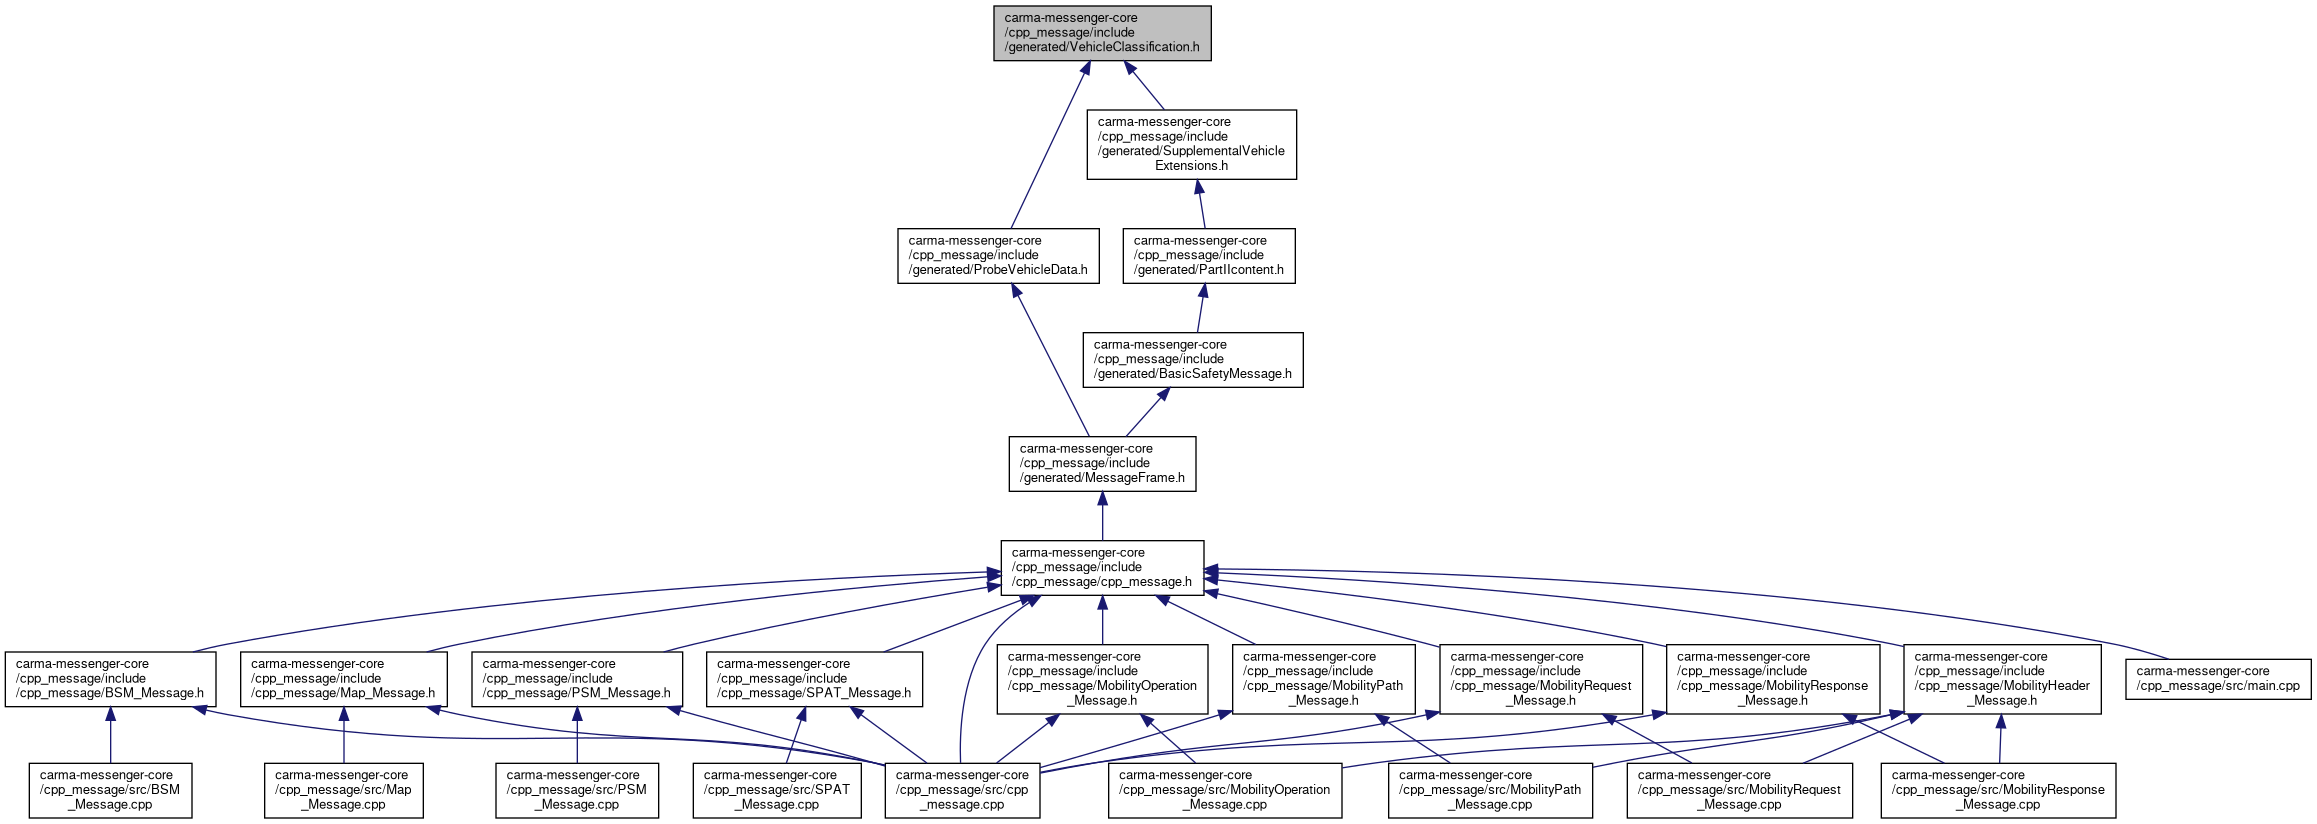 carma-messenger-core
/cpp_message/include
/generated/VehicleClassification.h
carma-messenger-core
/cpp_message/include
/generated/SupplementalVehicle
Extensions.h
carma-messenger-core
/cpp_message/include
/generated/ProbeVehicleData.h
carma-messenger-core
/cpp_message/include
/generated/PartIIcontent.h
carma-messenger-core
/cpp_message/include
/generated/BasicSafetyMessage.h
carma-messenger-core
/cpp_message/include
/generated/MessageFrame.h
carma-messenger-core
/cpp_message/include
/cpp_message/cpp_message.h
carma-messenger-core
/cpp_message/include
/cpp_message/BSM_Message.h
carma-messenger-core
/cpp_message/include
/cpp_message/Map_Message.h
carma-messenger-core
/cpp_message/include
/cpp_message/PSM_Message.h
carma-messenger-core
/cpp_message/include
/cpp_message/SPAT_Message.h
carma-messenger-core
/cpp_message/include
/cpp_message/MobilityOperation
_Message.h
carma-messenger-core
/cpp_message/include
/cpp_message/MobilityPath
_Message.h
carma-messenger-core
/cpp_message/include
/cpp_message/MobilityRequest
_Message.h
carma-messenger-core
/cpp_message/include
/cpp_message/MobilityResponse
_Message.h
carma-messenger-core
/cpp_message/include
/cpp_message/MobilityHeader
_Message.h
carma-messenger-core
/cpp_message/src/main.cpp
carma-messenger-core
/cpp_message/src/BSM
_Message.cpp
carma-messenger-core
/cpp_message/src/Map
_Message.cpp
carma-messenger-core
/cpp_message/src/PSM
_Message.cpp
carma-messenger-core
/cpp_message/src/SPAT
_Message.cpp
carma-messenger-core
/cpp_message/src/cpp
_message.cpp
carma-messenger-core
/cpp_message/src/MobilityOperation
_Message.cpp
carma-messenger-core
/cpp_message/src/MobilityPath
_Message.cpp
carma-messenger-core
/cpp_message/src/MobilityRequest
_Message.cpp
carma-messenger-core
/cpp_message/src/MobilityResponse
_Message.cpp